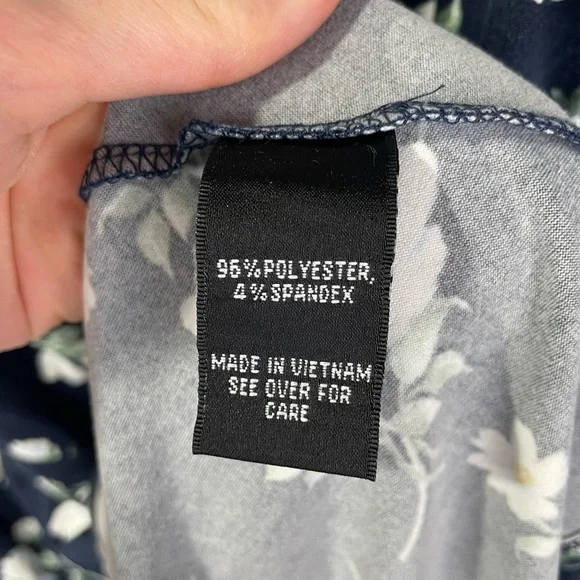 96%POLYESTER,
4%SPANDEX
MADE IN VIETNAM
SEE OVER FOR
CARE